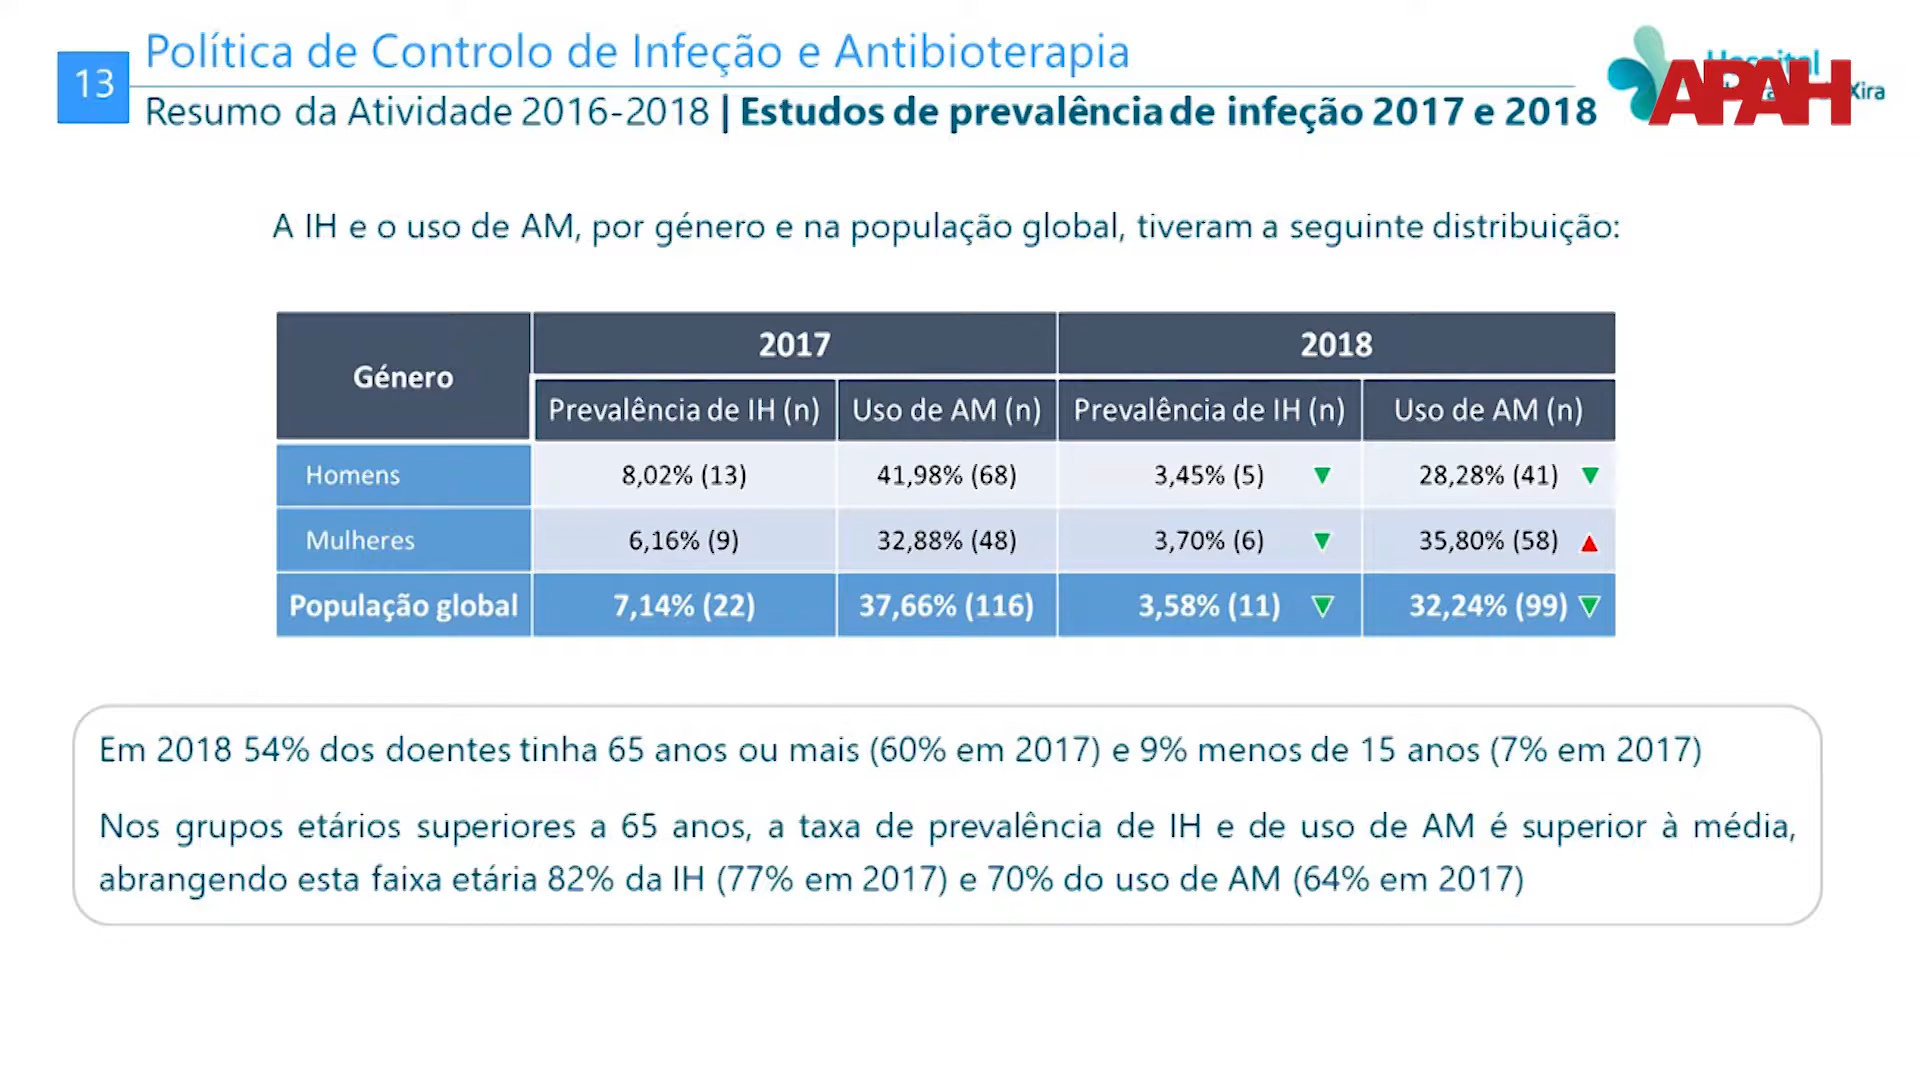 13
Política de Controlo de Infeção e Antibioterapia
Resumo da Atividade 2016-2018 | Estudos de prevalência de infeção 2017 e 2018
Hospital
APAH
Xira
A IH e o uso de AM, por género e na população global, tiveram a seguinte distribuição:
Género 2017 2018
Prevalência de IH (n) Uso de AM (n) Prevalência de IH (n) Uso de AM (n)
Homens 8,02% (13) 41,98% (68) 3,45% (5) ▼ 28,28% (41) ▼
Mulheres 6,16% (9) 32,88% (48) 3,70% (6) ▼ 35,80% (58) ▲
População global 7,14% (22) 37,66% (116) 3,58% (11) ▼ 32,24% (99) ▼
Em 2018 54% dos doentes tinha 65 anos ou mais (60% em 2017) e 9% menos de 15 anos (7% em 2017)
Nos grupos etários superiores a 65 anos, a taxa de prevalência de IH e de uso de AM é superior à média,
abrangendo esta faixa etária 82% da IH (77% em 2017) e 70% do uso de AM (64% em 2017)